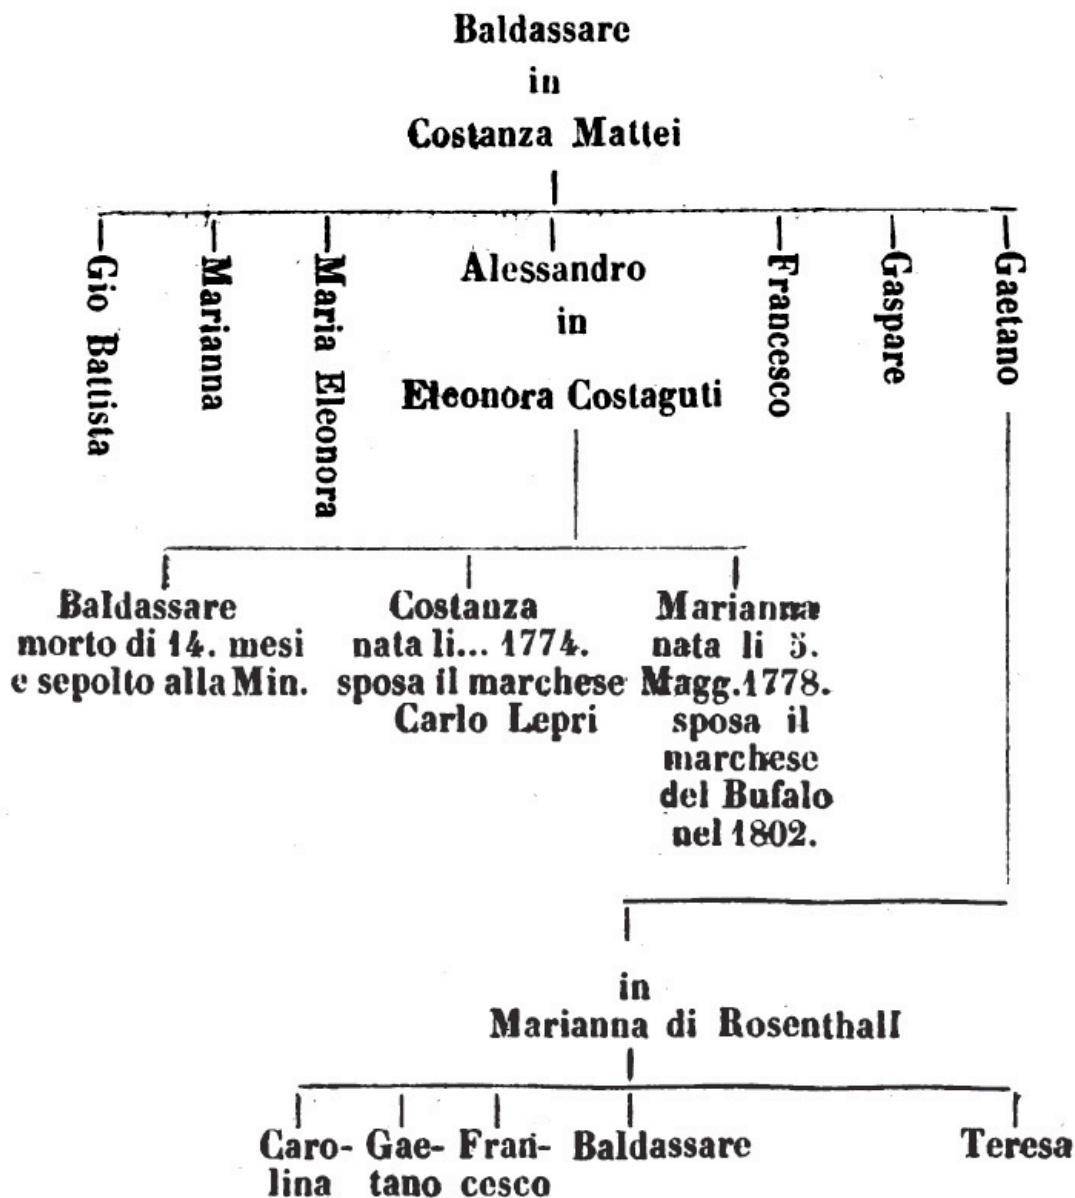 Baldassare
in
Costanza Mattei
Gio Battista
Marianna
Maria Eleonora
Alessandro
in
Eleonora Costaguti
Francesco
Gaspare
Gaetano
Baldassare
morto di 14. mesi
e sepolto alla Min.
Costanza
nata li... 1774.
sposa il marchese
Carlo Lepri
Marianna
nata li 5.
Magg. 1778.
sposa il
marchese
del Bufalo
nel 1802.
in
Marianna di Rosenthall
Caro-
lina
Gae-
tano
Fran-
cesco
Baldassare
Teresa